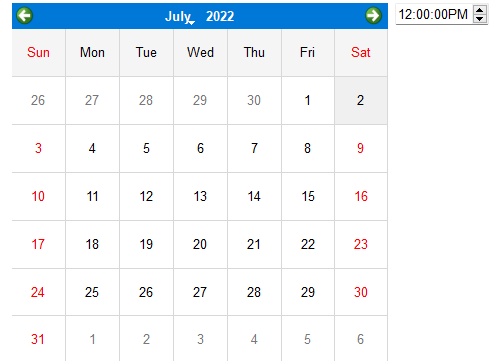 July 2022 12:00:00PM
Sun Mon Tue Wed Thu Fri Sat
26 27 28 29 30 1 2
3 4 5 6 7 8 9
10 11 12 13 14 15 16
17 18 19 20 21 22 23
24 25 26 27 28 29 30
31 1 2 3 4 5 6